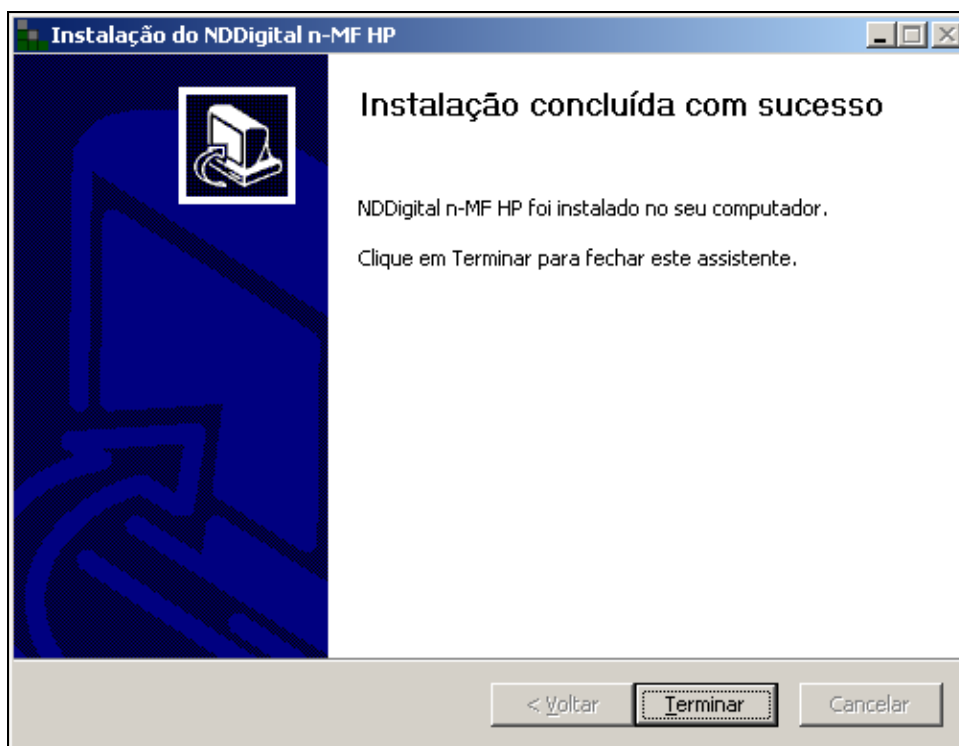 Instalação do NDDigital n-MF HP
Instalação concluída com sucesso
NDDigital n-MF HP foi instalado no seu computador.
Clique em Terminar para fechar este assistente.
< Voltar
Terminar
Cancelar